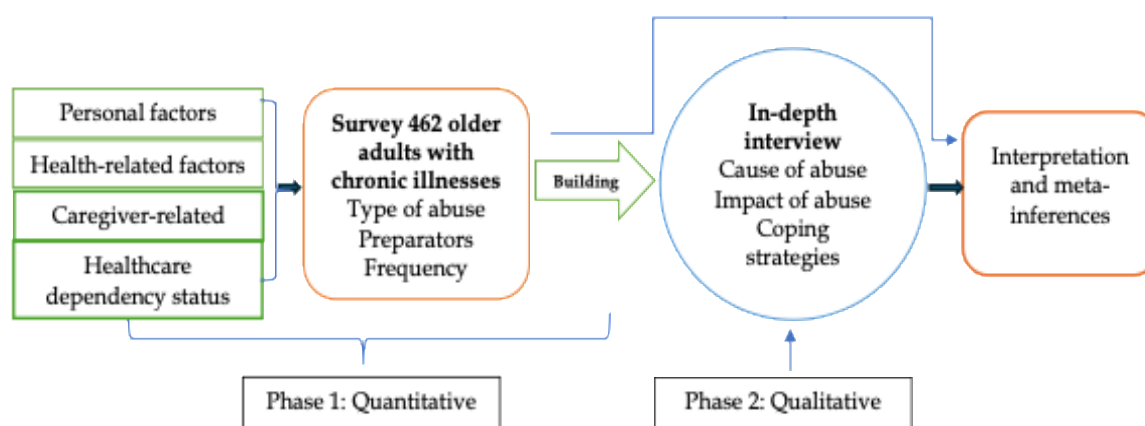 Personal factors
Health-related factors
Caregiver-related
Healthcare
dependency status
Survey 462 older
adults with
chronic illnesses
Type of abuse
Preparators
Frequency
Building
In-depth
interview
Cause of abuse
Impact of abuse
Coping
strategies
Interpretation
and meta-
inferences
Phase 1: Quantitative
Phase 2: Qualitative